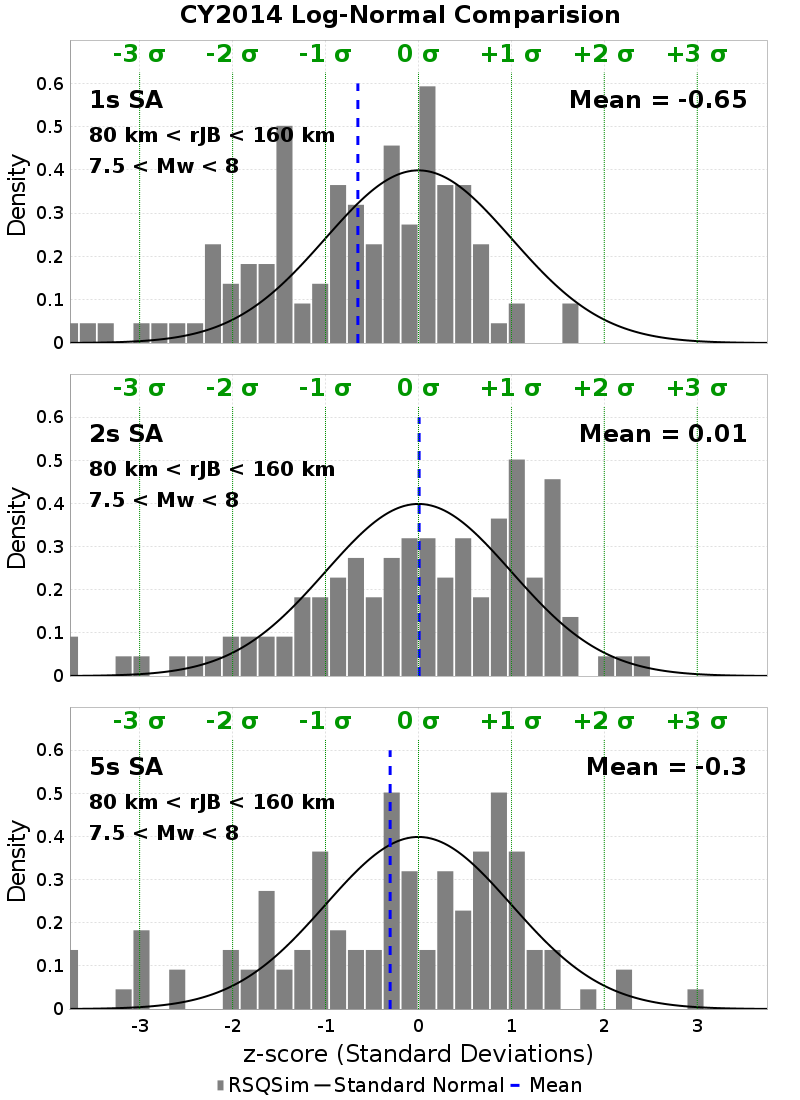 CY2014 Log-Normal Comparision
-3 σ -2 σ -1 σ 0 σ +1 σ +2 σ +3 σ
0.6
1s SA Mean = -0.65
0.5
80 km < rJB < 160 km
7.5 < Mw < 8
0.4
Density
0.3
0.2
0.1
0
-3 σ -2 σ -1 σ 0 σ +1 σ +2 σ +3 σ
0.6
2s SA Mean = 0.01
0.5
80 km < rJB < 160 km
7.5 < Mw < 8
0.4
Density
0.3
0.2
0.1
0
-3 σ -2 σ -1 σ 0 σ +1 σ +2 σ +3 σ
0.6
5s SA Mean = -0.3
0.5
80 km < rJB < 160 km
7.5 < Mw < 8
0.4
Density
0.3
0.2
0.1
0
-3 -2 -1 0 1 2 3
z-score (Standard Deviations)
RSQSim Standard Normal Mean